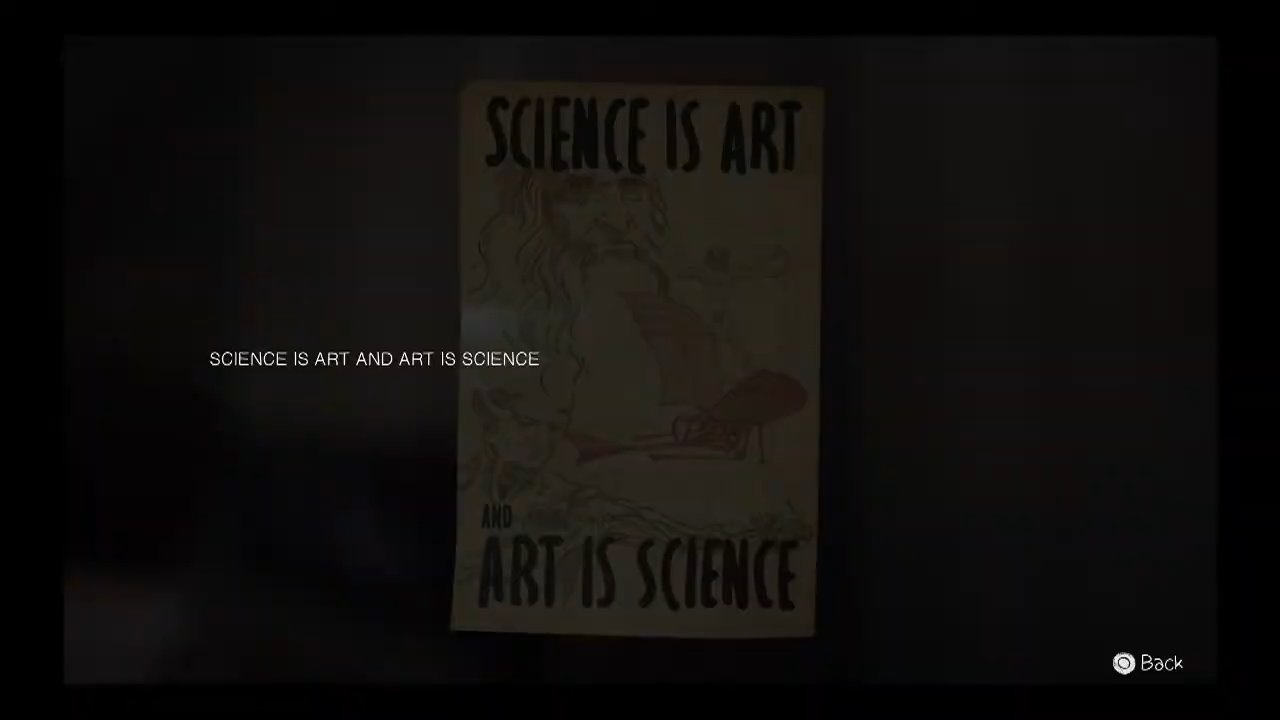 SCIENCE IS ART
SCIENCE IS ART AND ART IS SCIENCE
AND
ART IS SCIENCE
Back